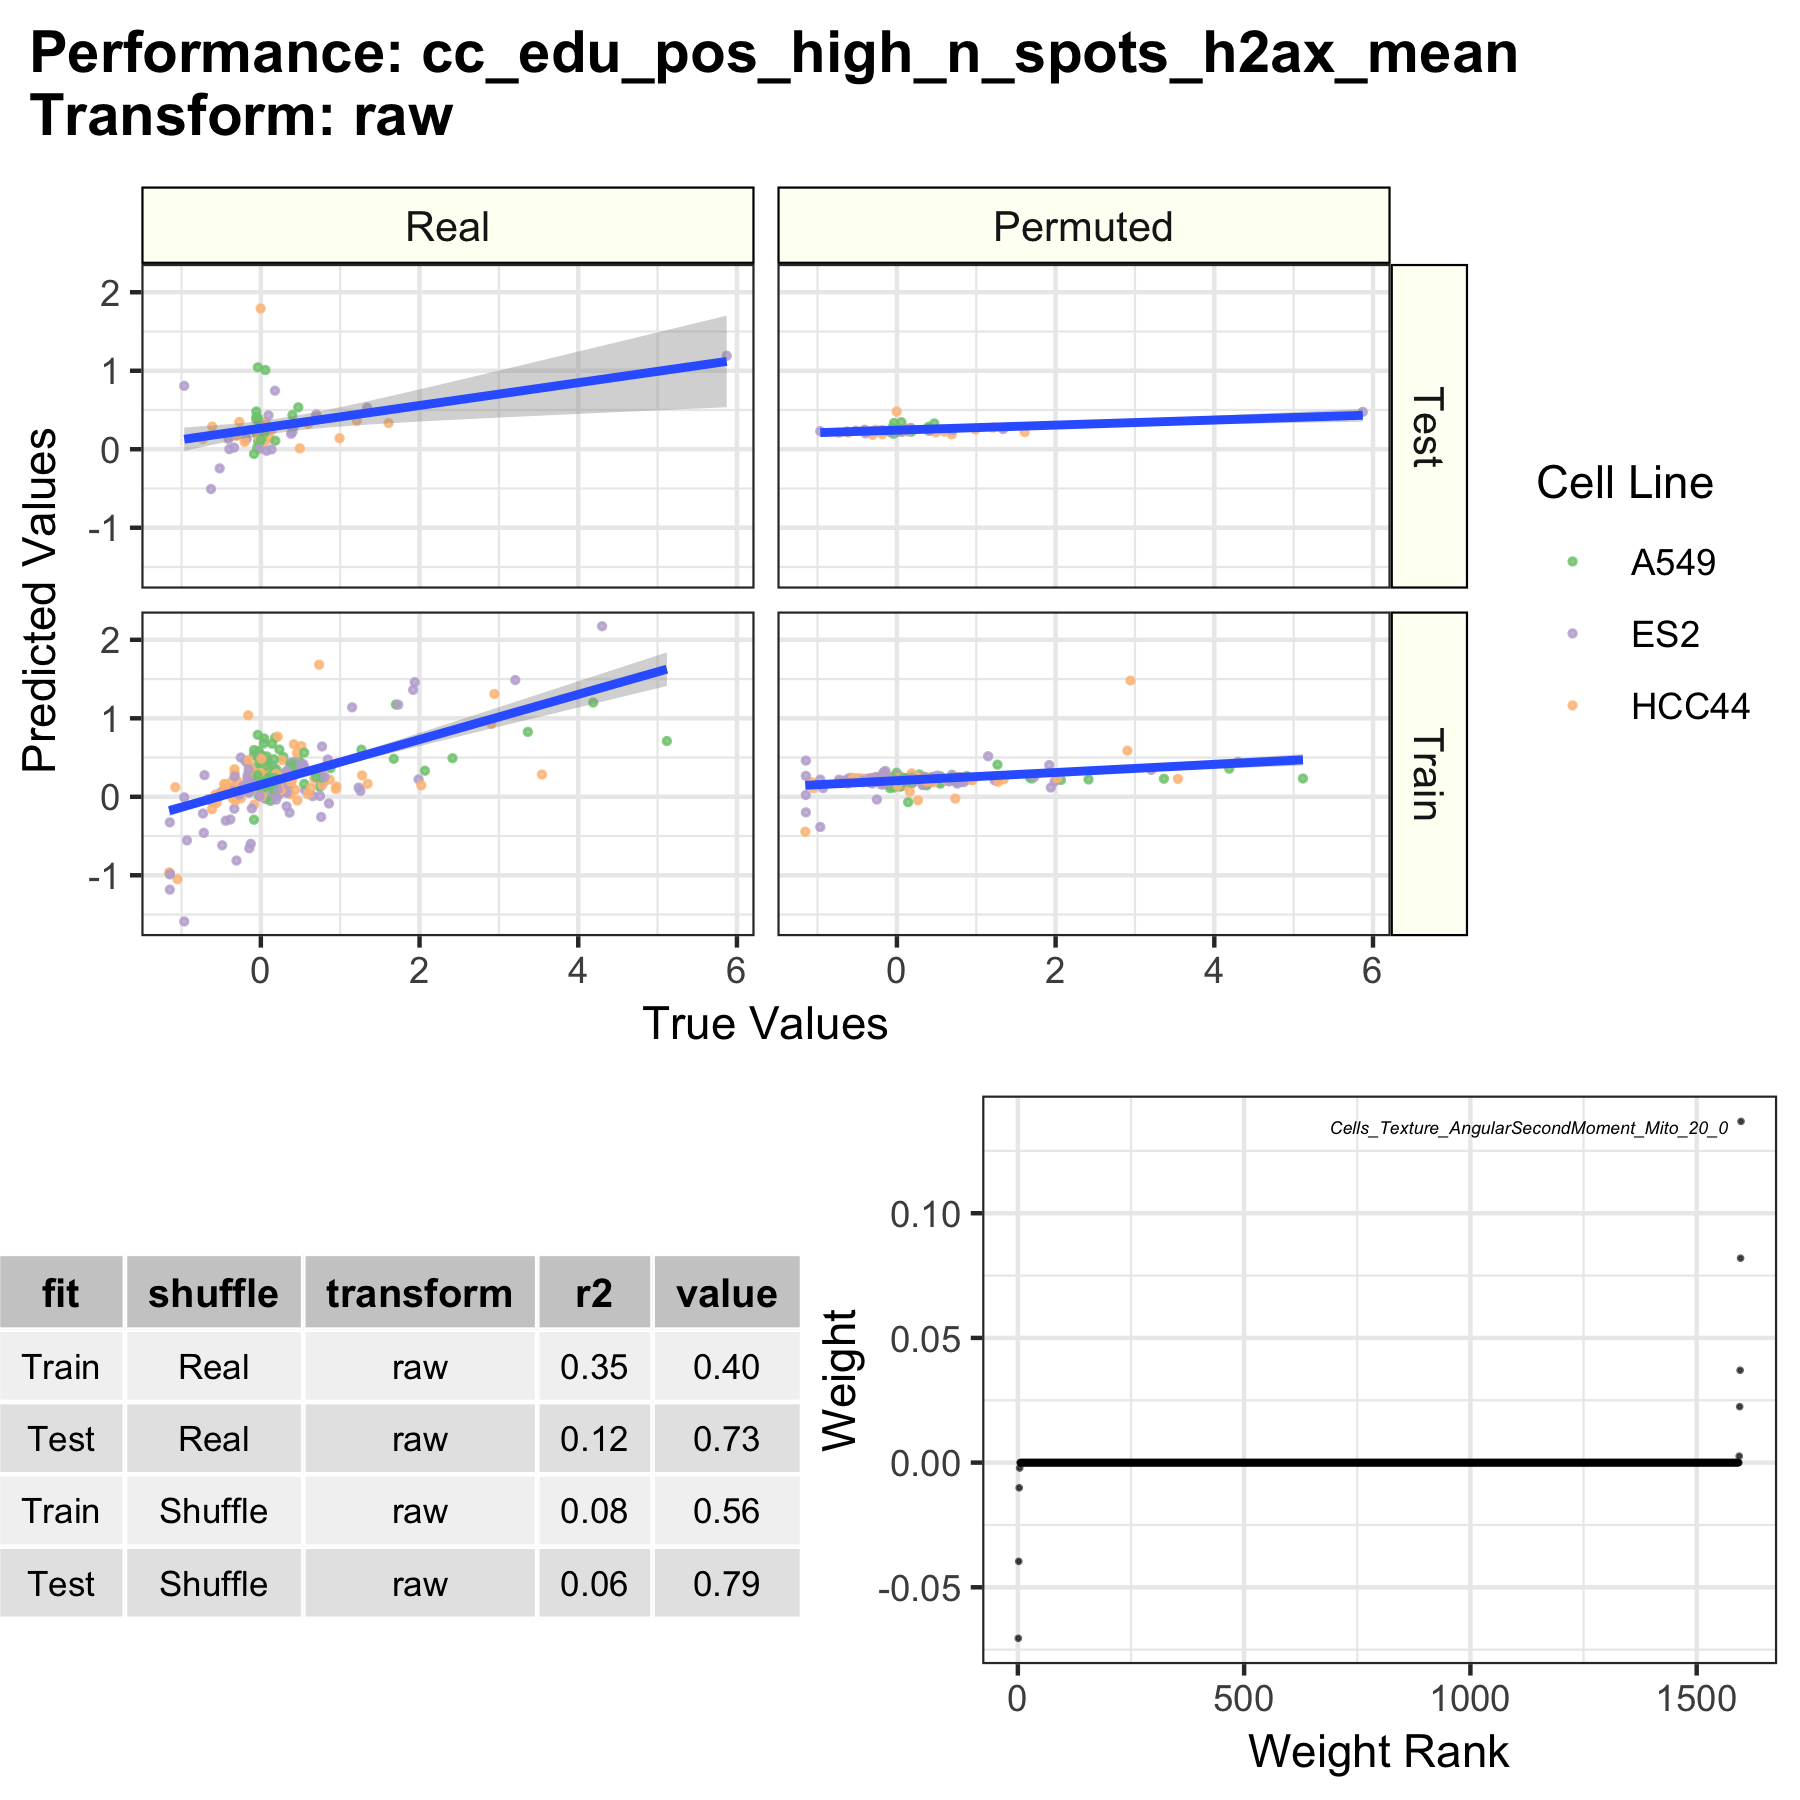 Performance: cc_edu_pos_high_n_spots_h2ax_mean
Transform: raw
Real
Permuted
2
1
0
-1
Test
2
1
0
-1
Train
0
2
4
6
0
2
4
6
True Values
Predicted Values
Cell Line
A549
ES2
HCC44
fit shuffle transform r2 value
Train Real raw 0.35 0.40
Test Real raw 0.12 0.73
Train Shuffle raw 0.08 0.56
Test Shuffle raw 0.06 0.79
Cells_Texture_AngularSecondMoment_Mito_20_0
0.10
0.05
0.00
-0.05
Weight
0
500
1000
1500
Weight Rank